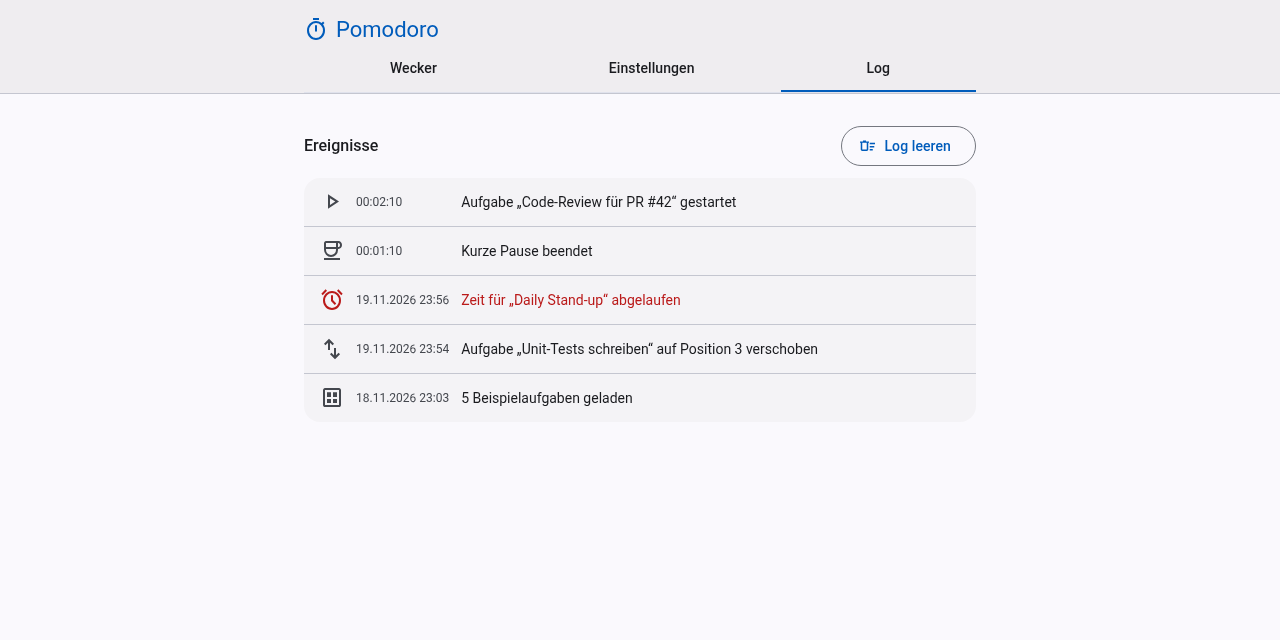 Pomodoro
Wecker Einstellungen Log
Ereignisse Log leeren
00:02:10 Aufgabe „Code-Review für PR #42“ gestartet
00:01:10 Kurze Pause beendet
19.11.2026 23:56 Zeit für „Daily Stand-up“ abgelaufen
19.11.2026 23:54 Aufgabe „Unit-Tests schreiben“ auf Position 3 verschoben
18.11.2026 23:03 5 Beispielaufgaben geladen